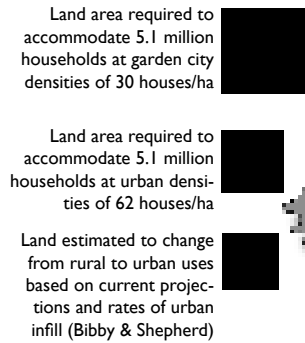 Land area required to
accommodate 5.1 million
households at garden city
densities of 30 houses/ha
Land area required to
accommodate 5.1 million
households at urban densi-
ties of 62 houses/ha
Land estimated to change
from rural to urban uses
based on current projec-
tions and rates of urban
infill (Bibby & Shepherd)